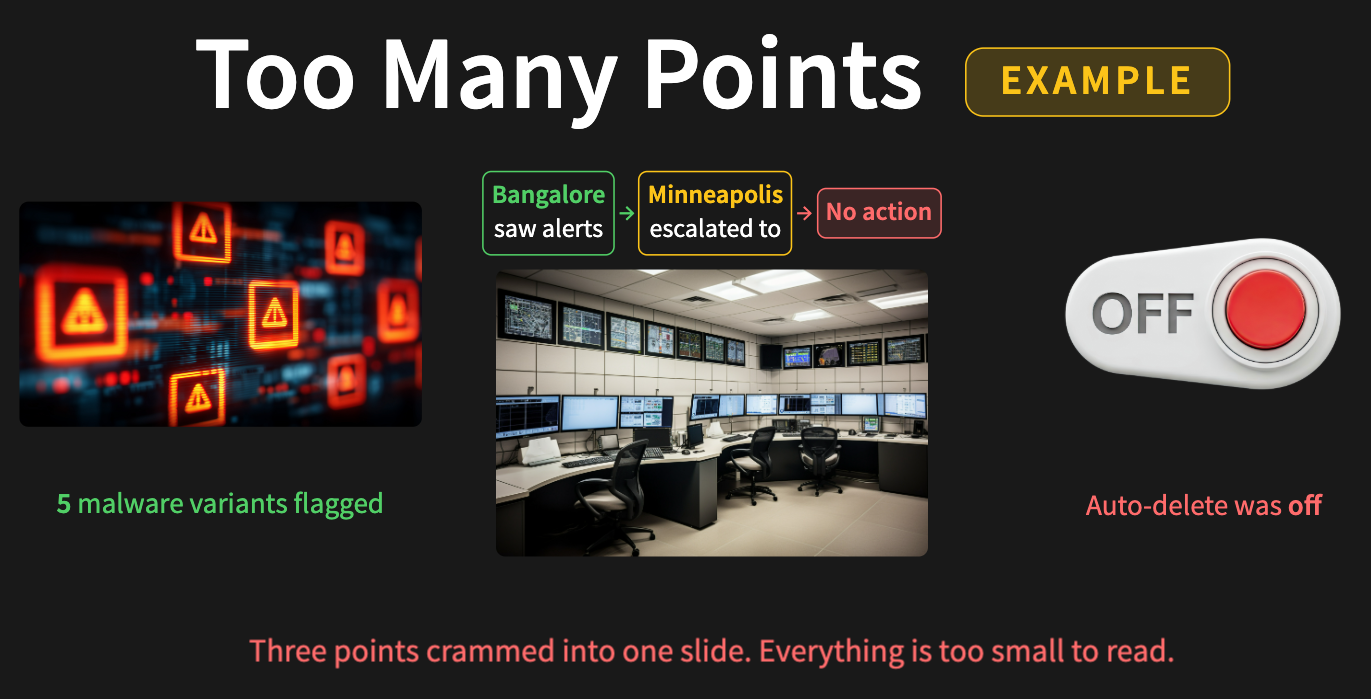 Too Many Points
EXAMPLE
Bangalore
saw alerts
→
Minneapolis
escalated to
→
No action
OFF
5 malware variants flagged
Auto-delete was off
Three points crammed into one slide. Everything is too small to read.